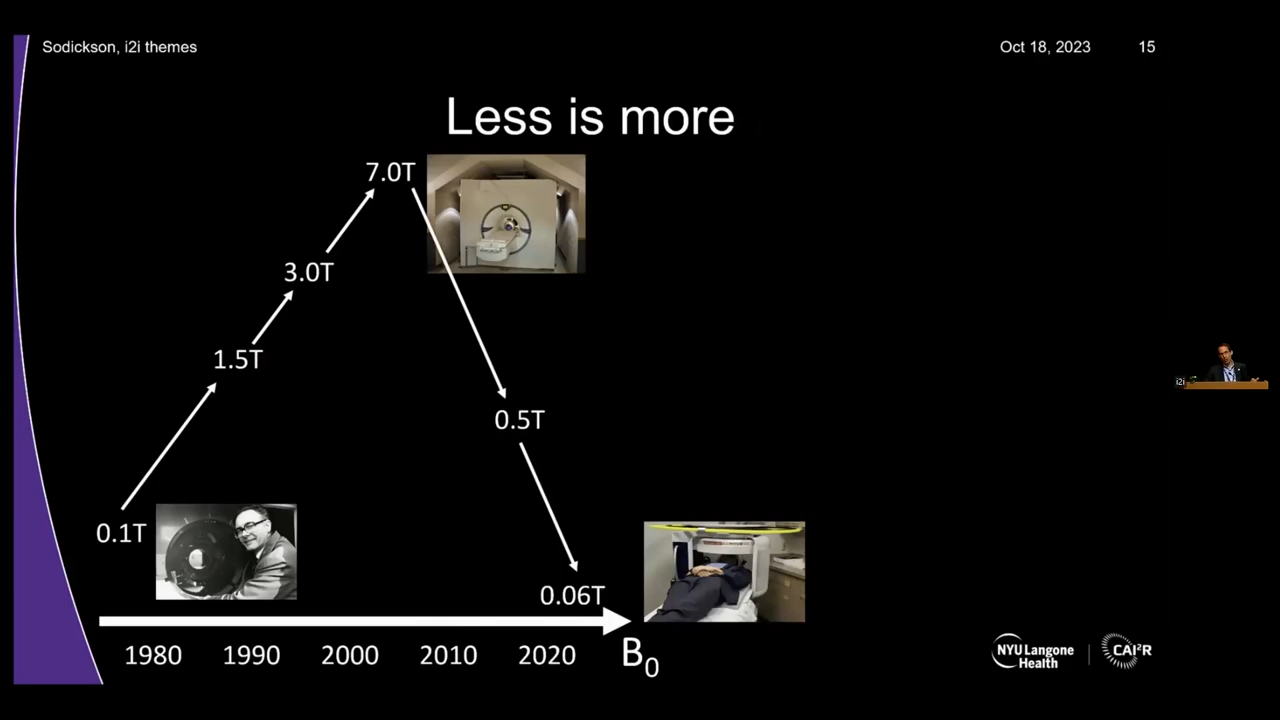 Sodickson, i2i themes
Oct 18, 2023 15
Less is more
7.0T
3.0T
1.5T
0.5T
0.1T
0.06T
1980 1990 2000 2010 2020 B₀
i2i
NYU Langone
Health
CAI²R